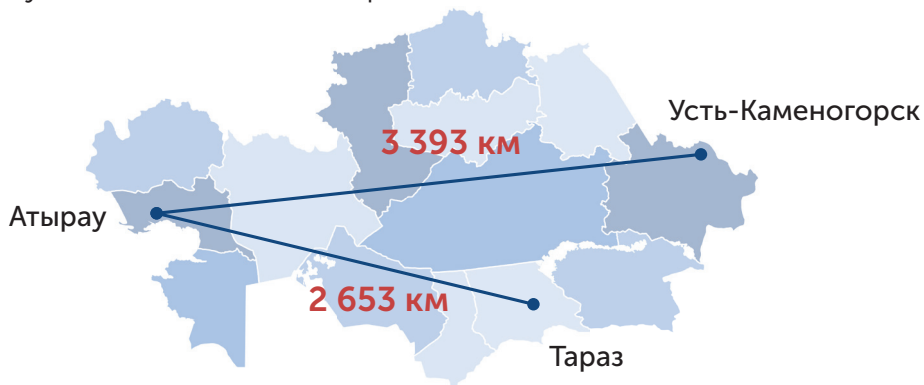 Усть-Каменогорск
3 393 км
Атырау
2 653 км
Тараз